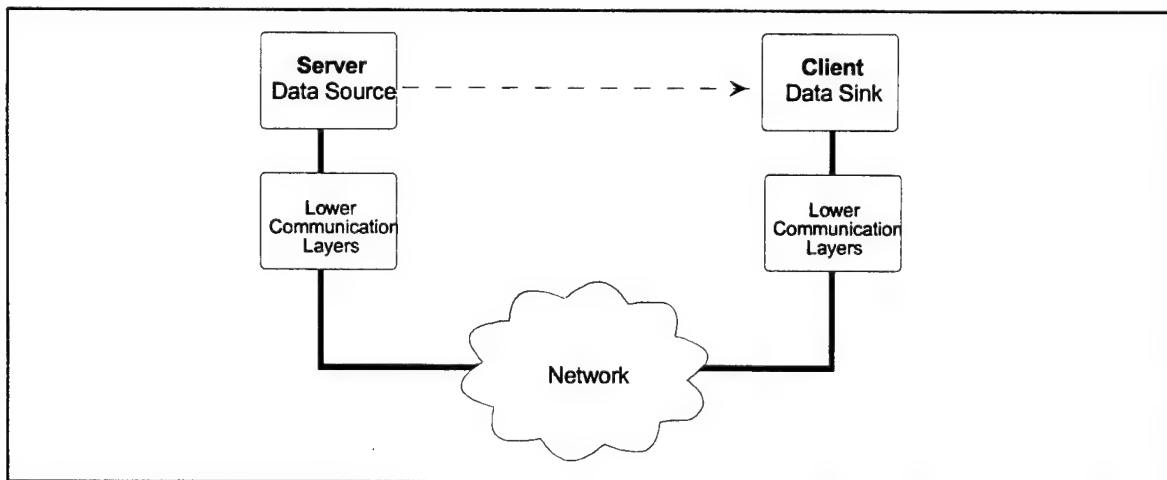 Server
Data Source
Client
Data Sink
Lower
Communication
Layers
Lower
Communication
Layers
Network